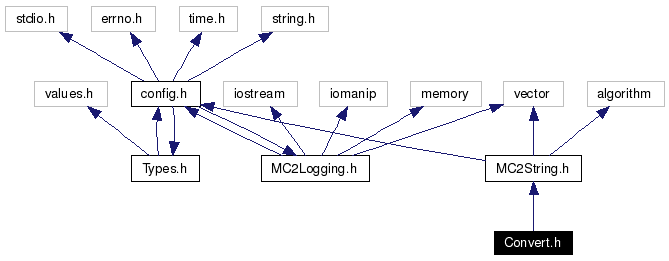 stdio.h
errno.h
time.h
string.h
values.h
config.h
iostream
iomanip
memory
vector
algorithm
Types.h
MC2Logging.h
MC2String.h
Convert.h